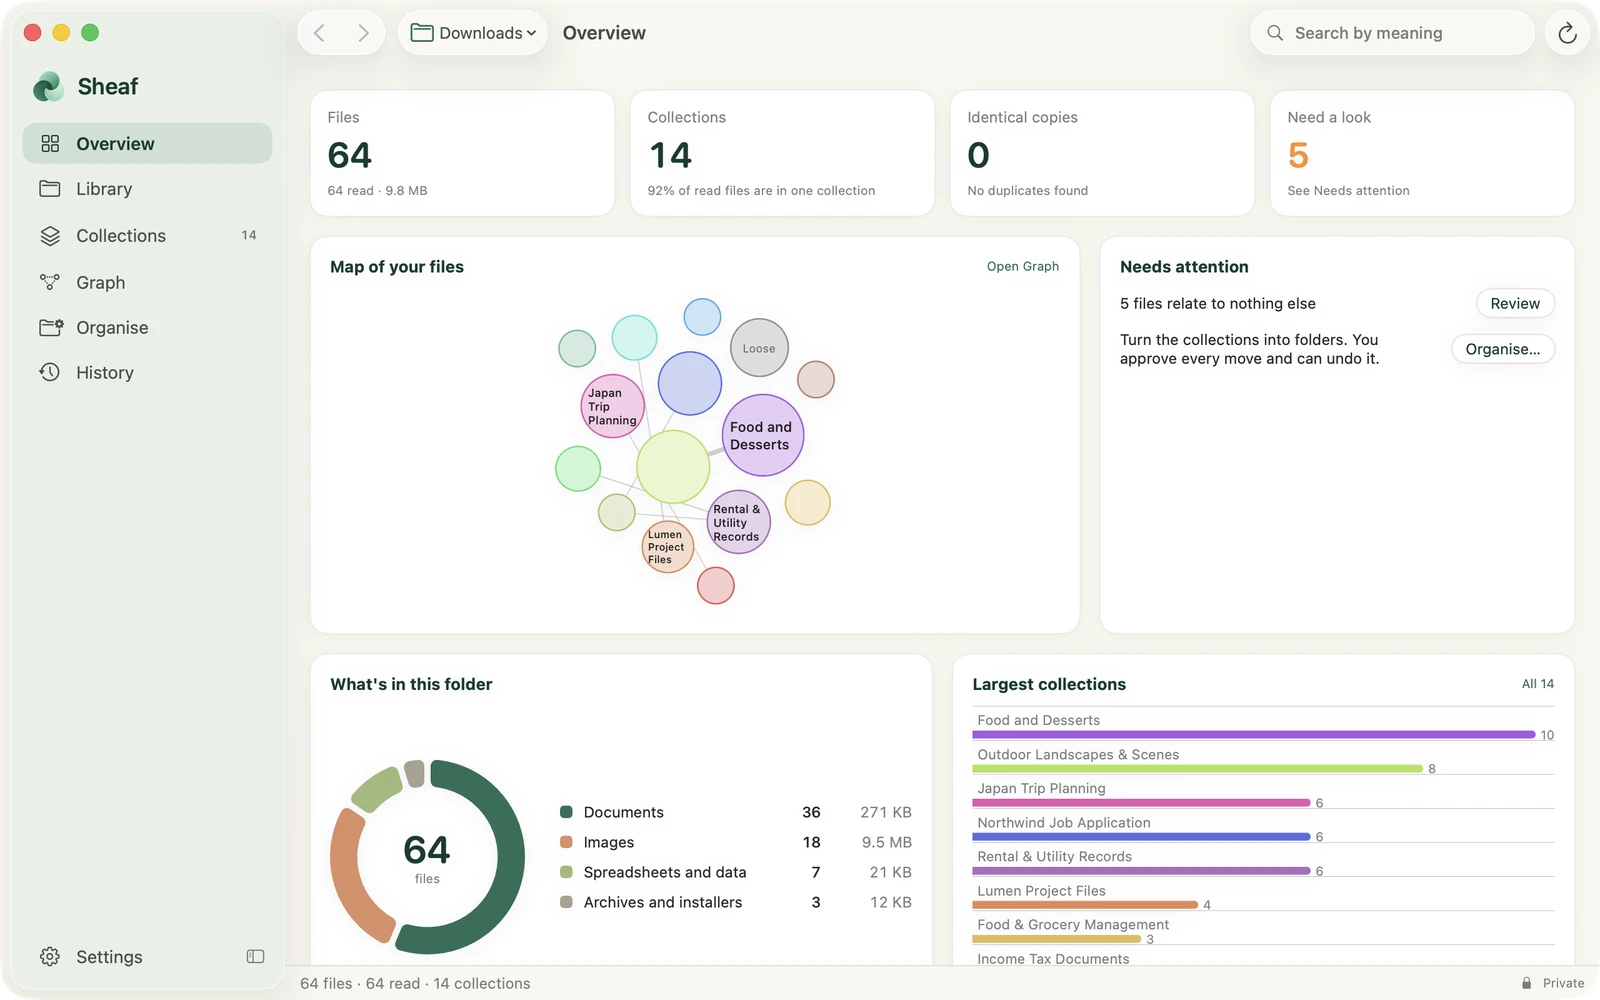 Downloads
Overview
Search by meaning
Sheaf
Overview
Library
Collections 14
Graph
Organise
History
Settings
Files
64
64 read · 9.8 MB
Collections
14
92% of read files are in one collection
Identical copies
0
No duplicates found
Need a look
5
See Needs attention
Map of your files
Open Graph
Loose
Japan
Trip
Planning
Food and
Desserts
Rental &
Utility
Records
Lumen
Project
Files
Needs attention
5 files relate to nothing else
Review
Turn the collections into folders. You
approve every move and can undo it.
Organise...
What's in this folder
64
files
Documents 36 271 KB
Images 18 9.5 MB
Spreadsheets and data 7 21 KB
Archives and installers 3 12 KB
Largest collections
All 14
Food and Desserts
10
Outdoor Landscapes & Scenes
8
Japan Trip Planning
6
Northwind Job Application
6
Rental & Utility Records
6
Lumen Project Files
4
Food & Grocery Management
3
Income Tax Documents
64 files · 64 read · 14 collections
Private